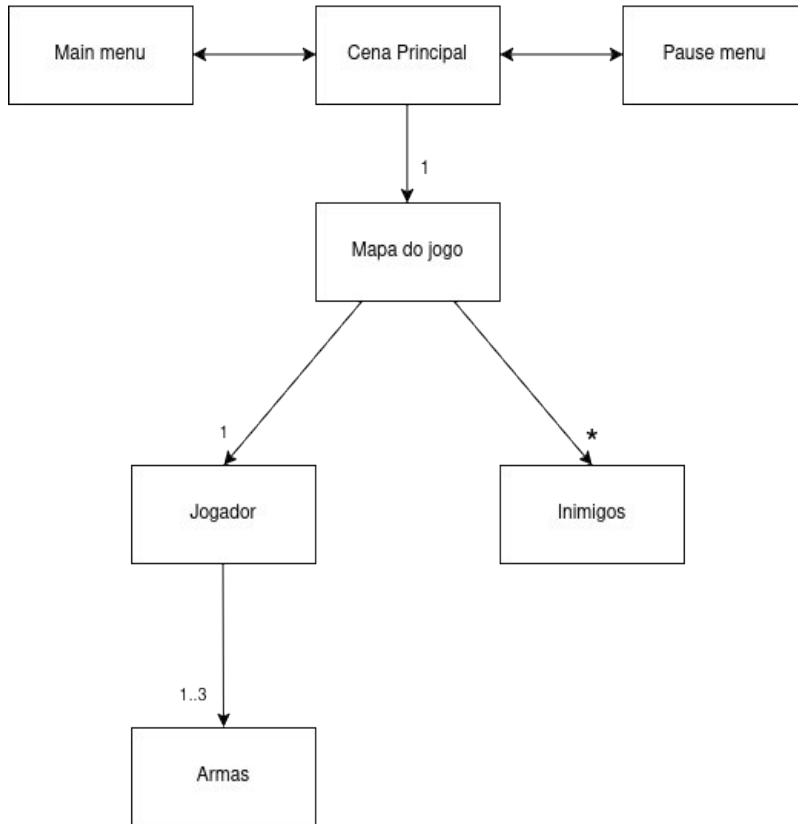 Main menu
Cena Principal
Pause menu
1
Mapa do jogo
1
*
Jogador
Inimigos
1..3
Armas